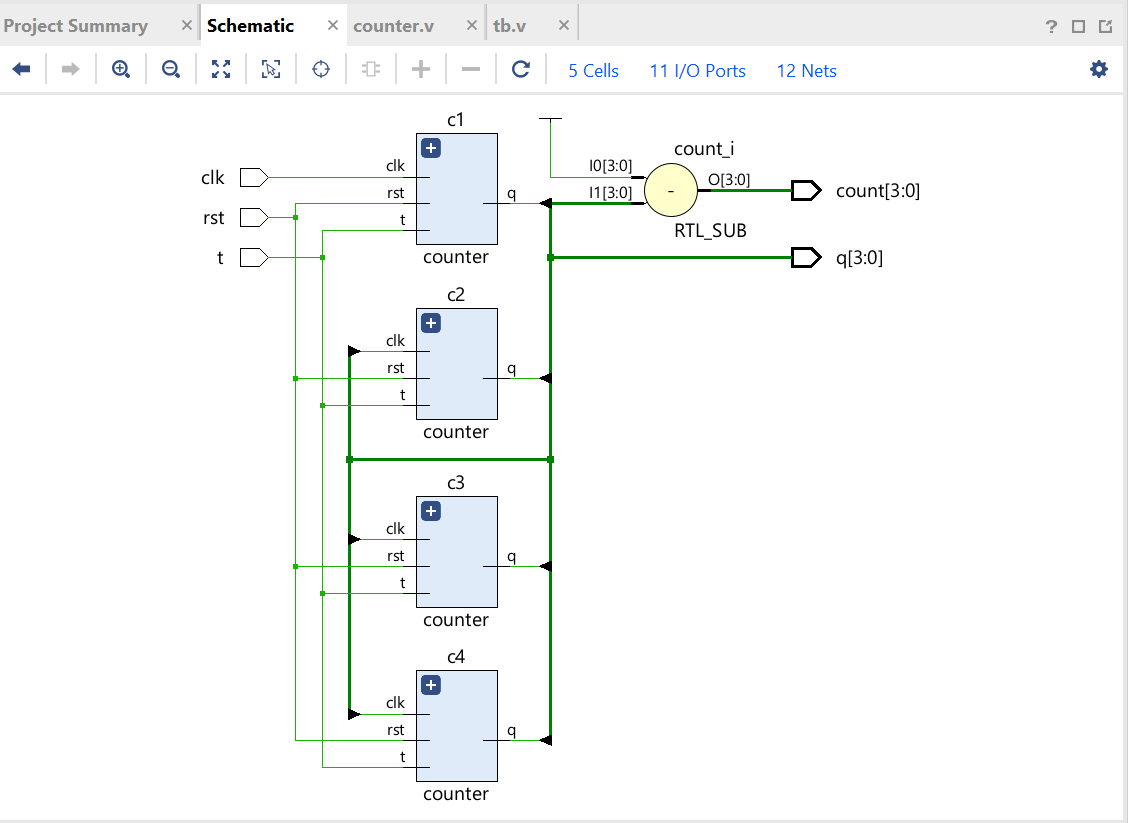 Project Summary × Schematic × counter.v × tb.v × ?
5 Cells 11 I/O Ports 12 Nets
c1
clk
rst
t
q
counter
I0[3:0]
I1[3:0]
count_i
-
O[3:0]
RTL_SUB
count[3:0]
q[3:0]
clk
rst
t
c2
clk
rst
t
q
counter
c3
clk
rst
t
q
counter
c4
clk
rst
t
q
counter